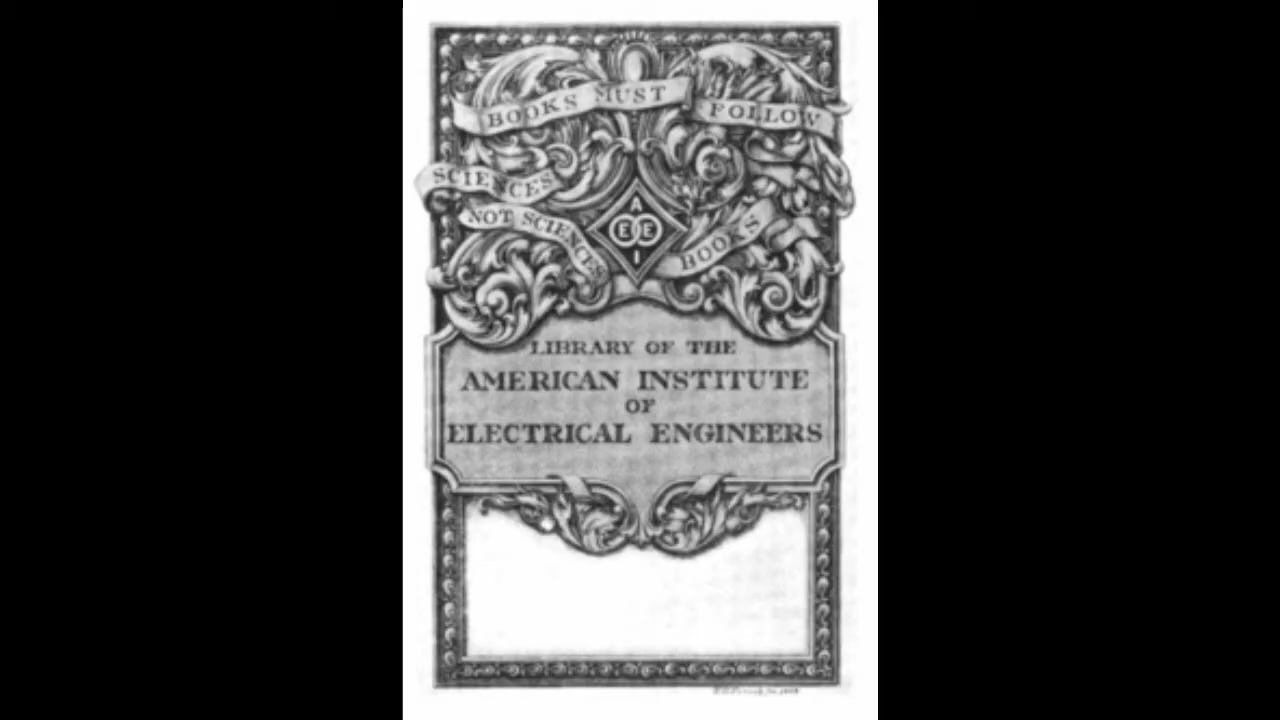 BOOKS MUST FOLLOW
SCIENCES
NOT SCIENCES BOOKS
A
E E
I
LIBRARY OF THE
AMERICAN INSTITUTE
OF
ELECTRICAL ENGINEERS